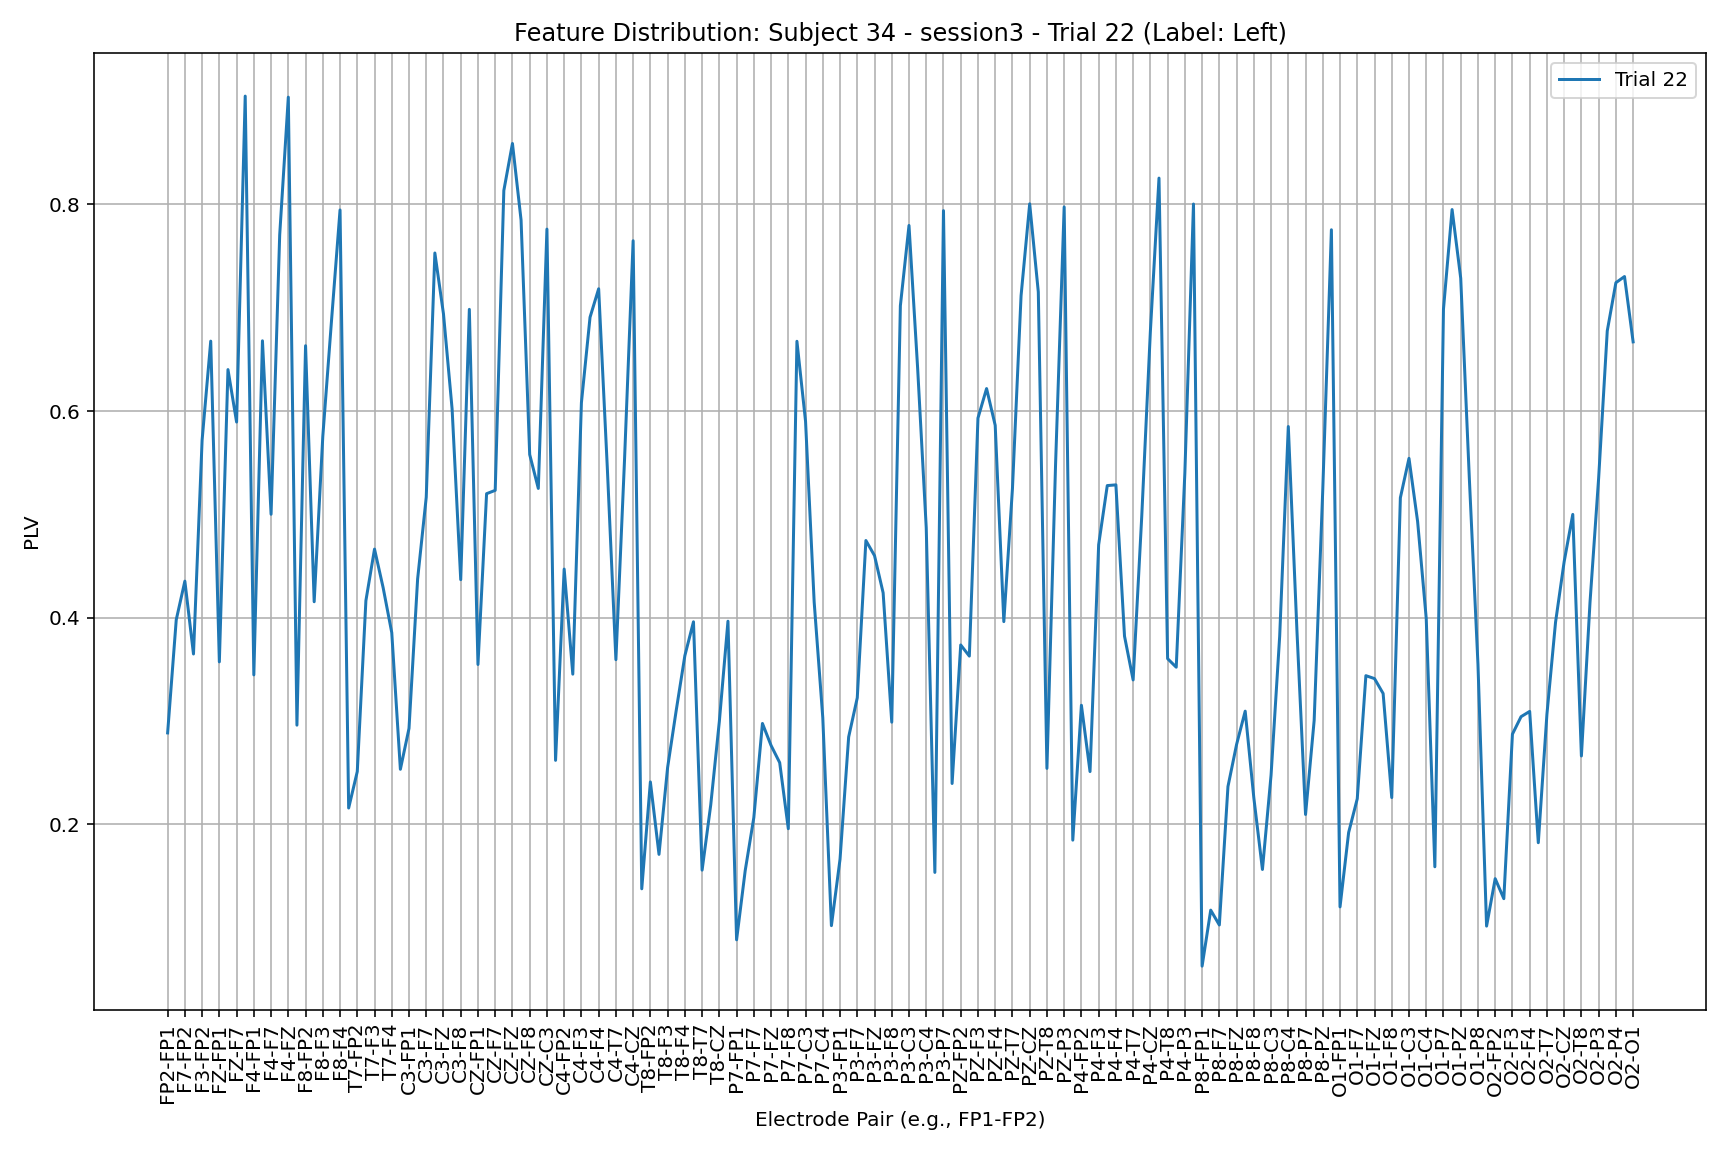 Feature Distribution: Subject 34 - session3 - Trial 22 (Label: Left)
Trial 22
PLV
0.8
0.6
0.4
0.2
FP2-FP1
F7-FP2
F3-FP2
FZ-FP1
FZ-F7
F4-FP1
F4-F7
F4-FZ
F8-FP2
F8-F3
F8-F4
T7-FP2
T7-F3
T7-F4
C3-FP1
C3-F7
C3-FZ
C3-F8
CZ-FP1
CZ-F7
CZ-FZ
CZ-F8
CZ-C3
C4-FP2
C4-F3
C4-F4
C4-T7
C4-CZ
T8-FP2
T8-F3
T8-F4
T8-T7
T8-CZ
P7-FP1
P7-F7
P7-FZ
P7-F8
P7-C3
P7-C4
P3-FP1
P3-F7
P3-FZ
P3-F8
P3-C3
P3-C4
P3-P7
PZ-FP2
PZ-F3
PZ-F4
PZ-T7
PZ-CZ
PZ-T8
PZ-P3
P4-FP2
P4-F3
P4-F4
P4-T7
P4-CZ
P4-T8
P4-P3
P8-FP1
P8-F7
P8-FZ
P8-F8
P8-C3
P8-C4
P8-P7
P8-PZ
O1-FP1
O1-F7
O1-FZ
O1-F8
O1-C3
O1-C4
O1-P7
O1-PZ
O1-P8
O2-FP2
O2-F3
O2-F4
O2-T7
O2-CZ
O2-T8
O2-P3
O2-P4
O2-O1
Electrode Pair (e.g., FP1-FP2)